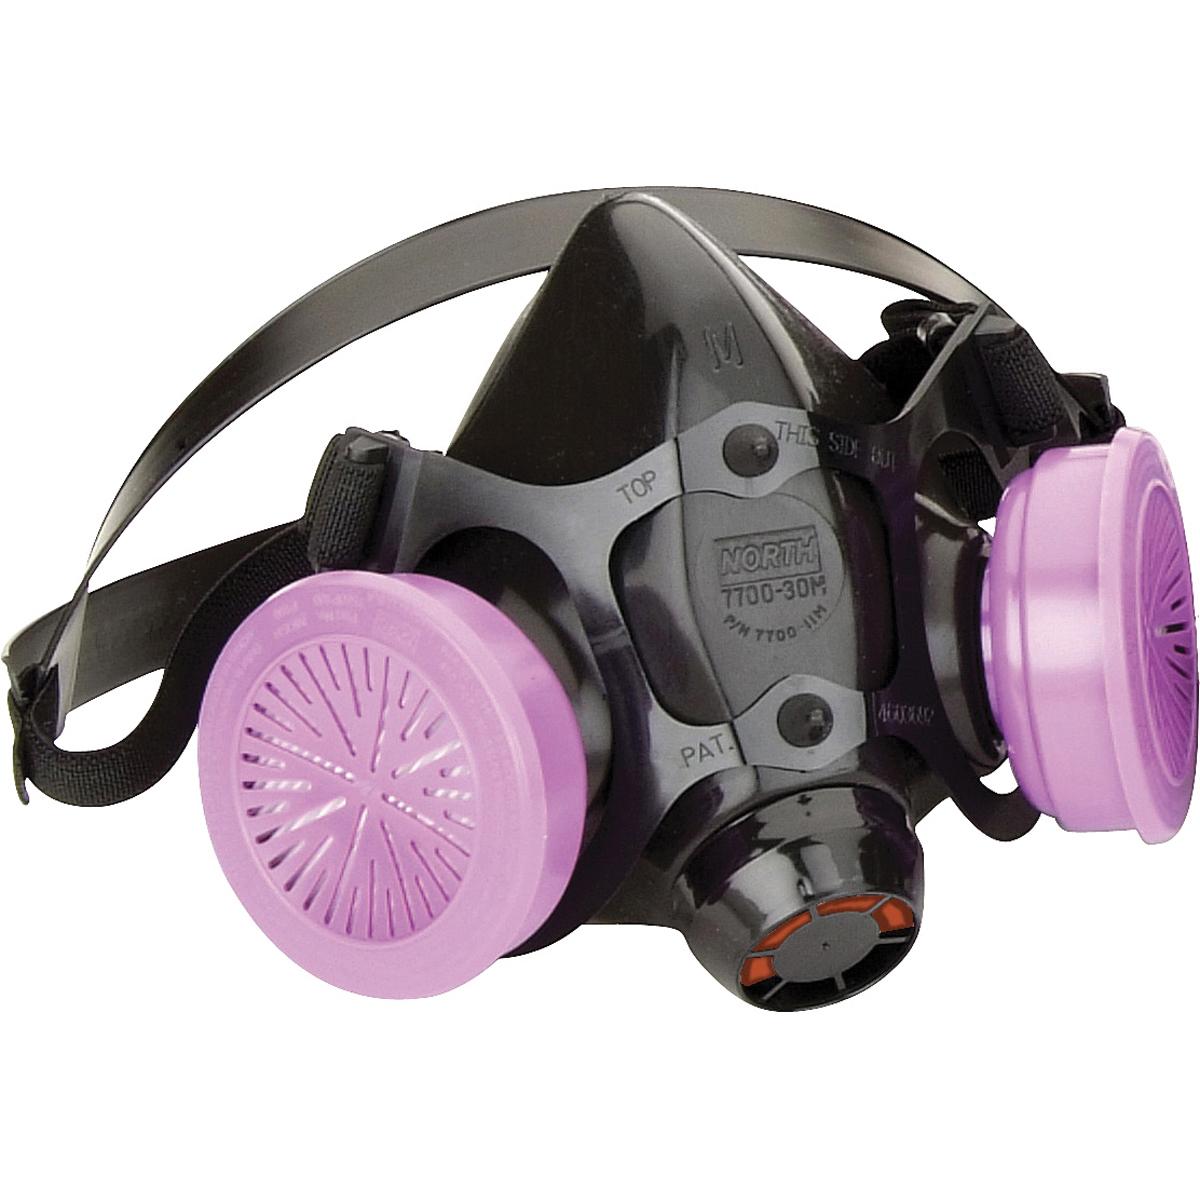 M
THIS SIDE OUT
TOP
NORTH
7700-30M
P/N 7700-11M
PAT.